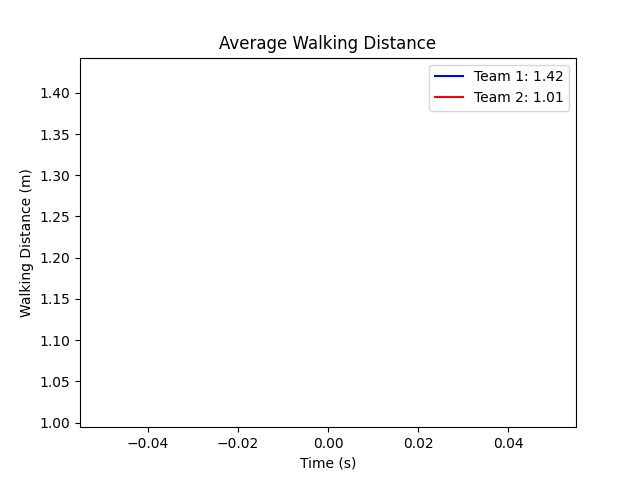 Average Walking Distance
Team 1: 1.42
Team 2: 1.01
1.40
1.35
1.30
1.25
1.20
1.15
1.10
1.05
1.00
Walking Distance (m)
−0.04
−0.02
0.00
0.02
0.04
Time (s)